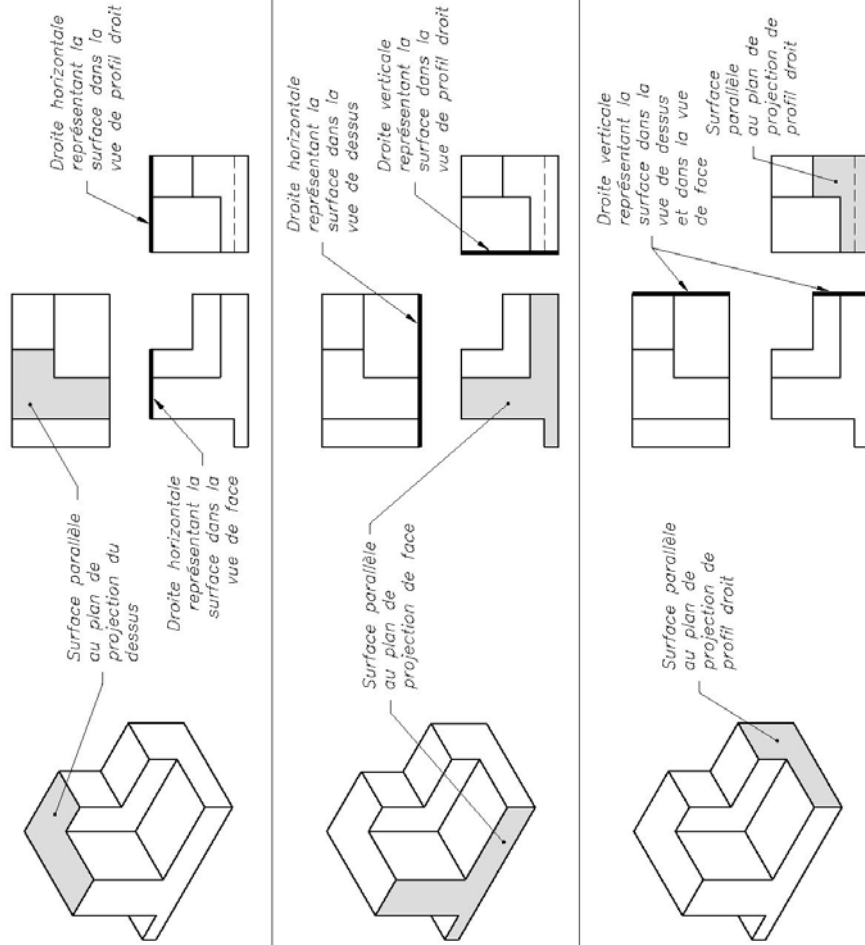 Surface parallèle
au plan de
projection du
dessus
Droite horizontale
représentant la
surface dans la
vue de face
Droite horizontale
représentant la
surface dans la
vue de profil droit
Surface parallèle
au plan de
projection de face
Droite horizontale
représentant la
surface dans la
vue de dessus
Droite verticale
représentant la
surface dans la
vue de profil droit
Surface parallèle
au plan de
projection de
profil droit
Droite verticale
représentant la
surface dans la
vue de dessus
et dans la vue
de face
Surface
parallèle
au plan de
projection de
profil droit